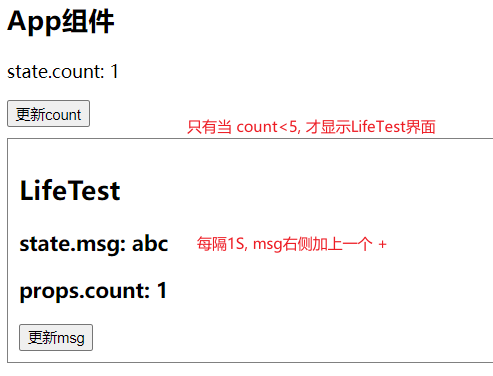 App组件
state.count: 1
更新count
只有当 count<5, 才显示LifeTest界面
LifeTest
state.msg: abc
每隔1S, msg右侧加上一个 +
props.count: 1
更新msg